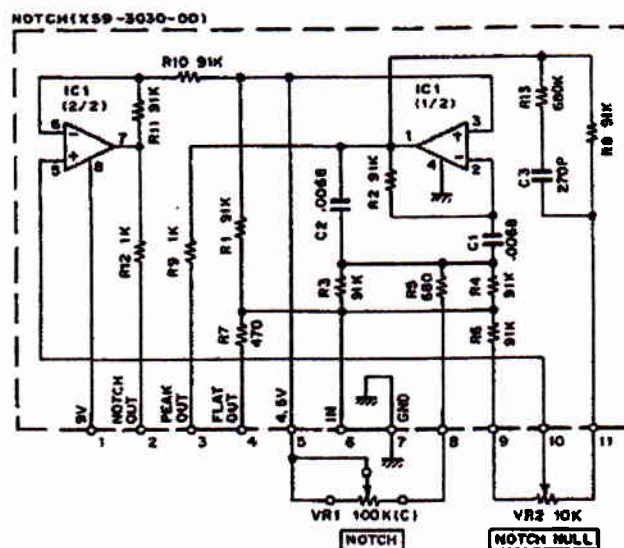 NOTCH(X59-3030-00)
R10 91K
IC1
(2/2)
R11 91K
IC1
(1/2)
R13
680K
R8 91K
6
5
7
8
-
+
1
3
2
4
+
-
R2 91K
C3
270P
C2 .0068
C1
.0068
R12 1K
R9 1K
R1 91K
R3
91K
R5
680
R4
91K
R7
470
R6
91K
9V
NOTCH
OUT
PEAK
OUT
FLAT
OUT
4.5V
IN
GND
1
2
3
4
5
6
7
8
9
10
11
VR1 100K(C)
VR2 10K
NOTCH
NOTCH NULL